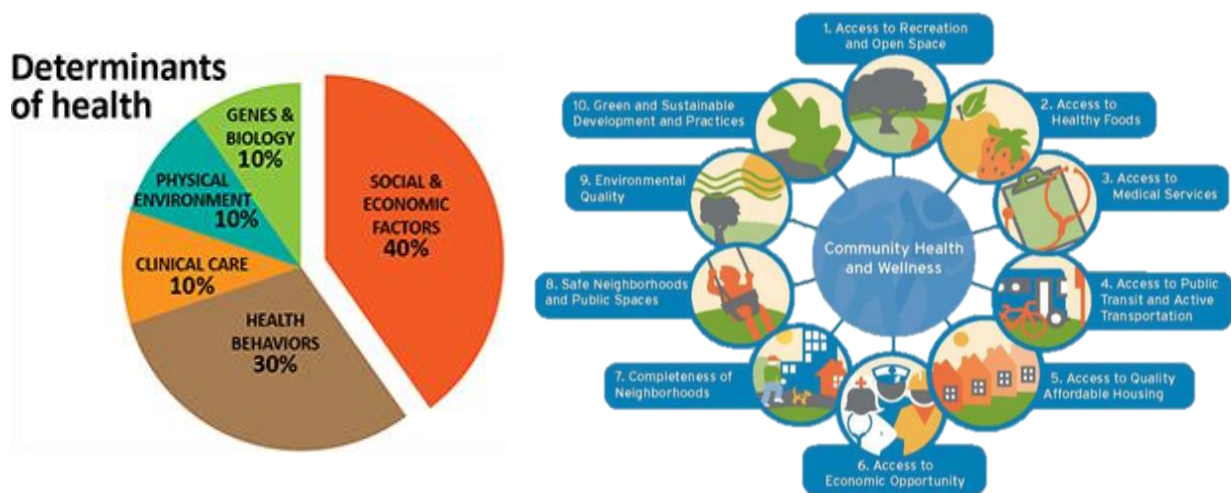 Determinants
of health
GENES &
BIOLOGY
10%
PHYSICAL
ENVIRONMENT
10%
CLINICAL CARE
10%
HEALTH
BEHAVIORS
30%
SOCIAL &
ECONOMIC
FACTORS
40%
1. Access to Recreation
and Open Space
2. Access to
Healthy Foods
3. Access to
Medical Services
4. Access to Public
Transit and Active
Transportation
5. Access to Quality
Affordable Housing
6. Access to
Economic Opportunity
7. Completeness of
Neighborhoods
8. Safe Neighborhoods
and Public Spaces
9. Environmental
Quality
10. Green and Sustainable
Development and Practices
Community Health
and Wellness